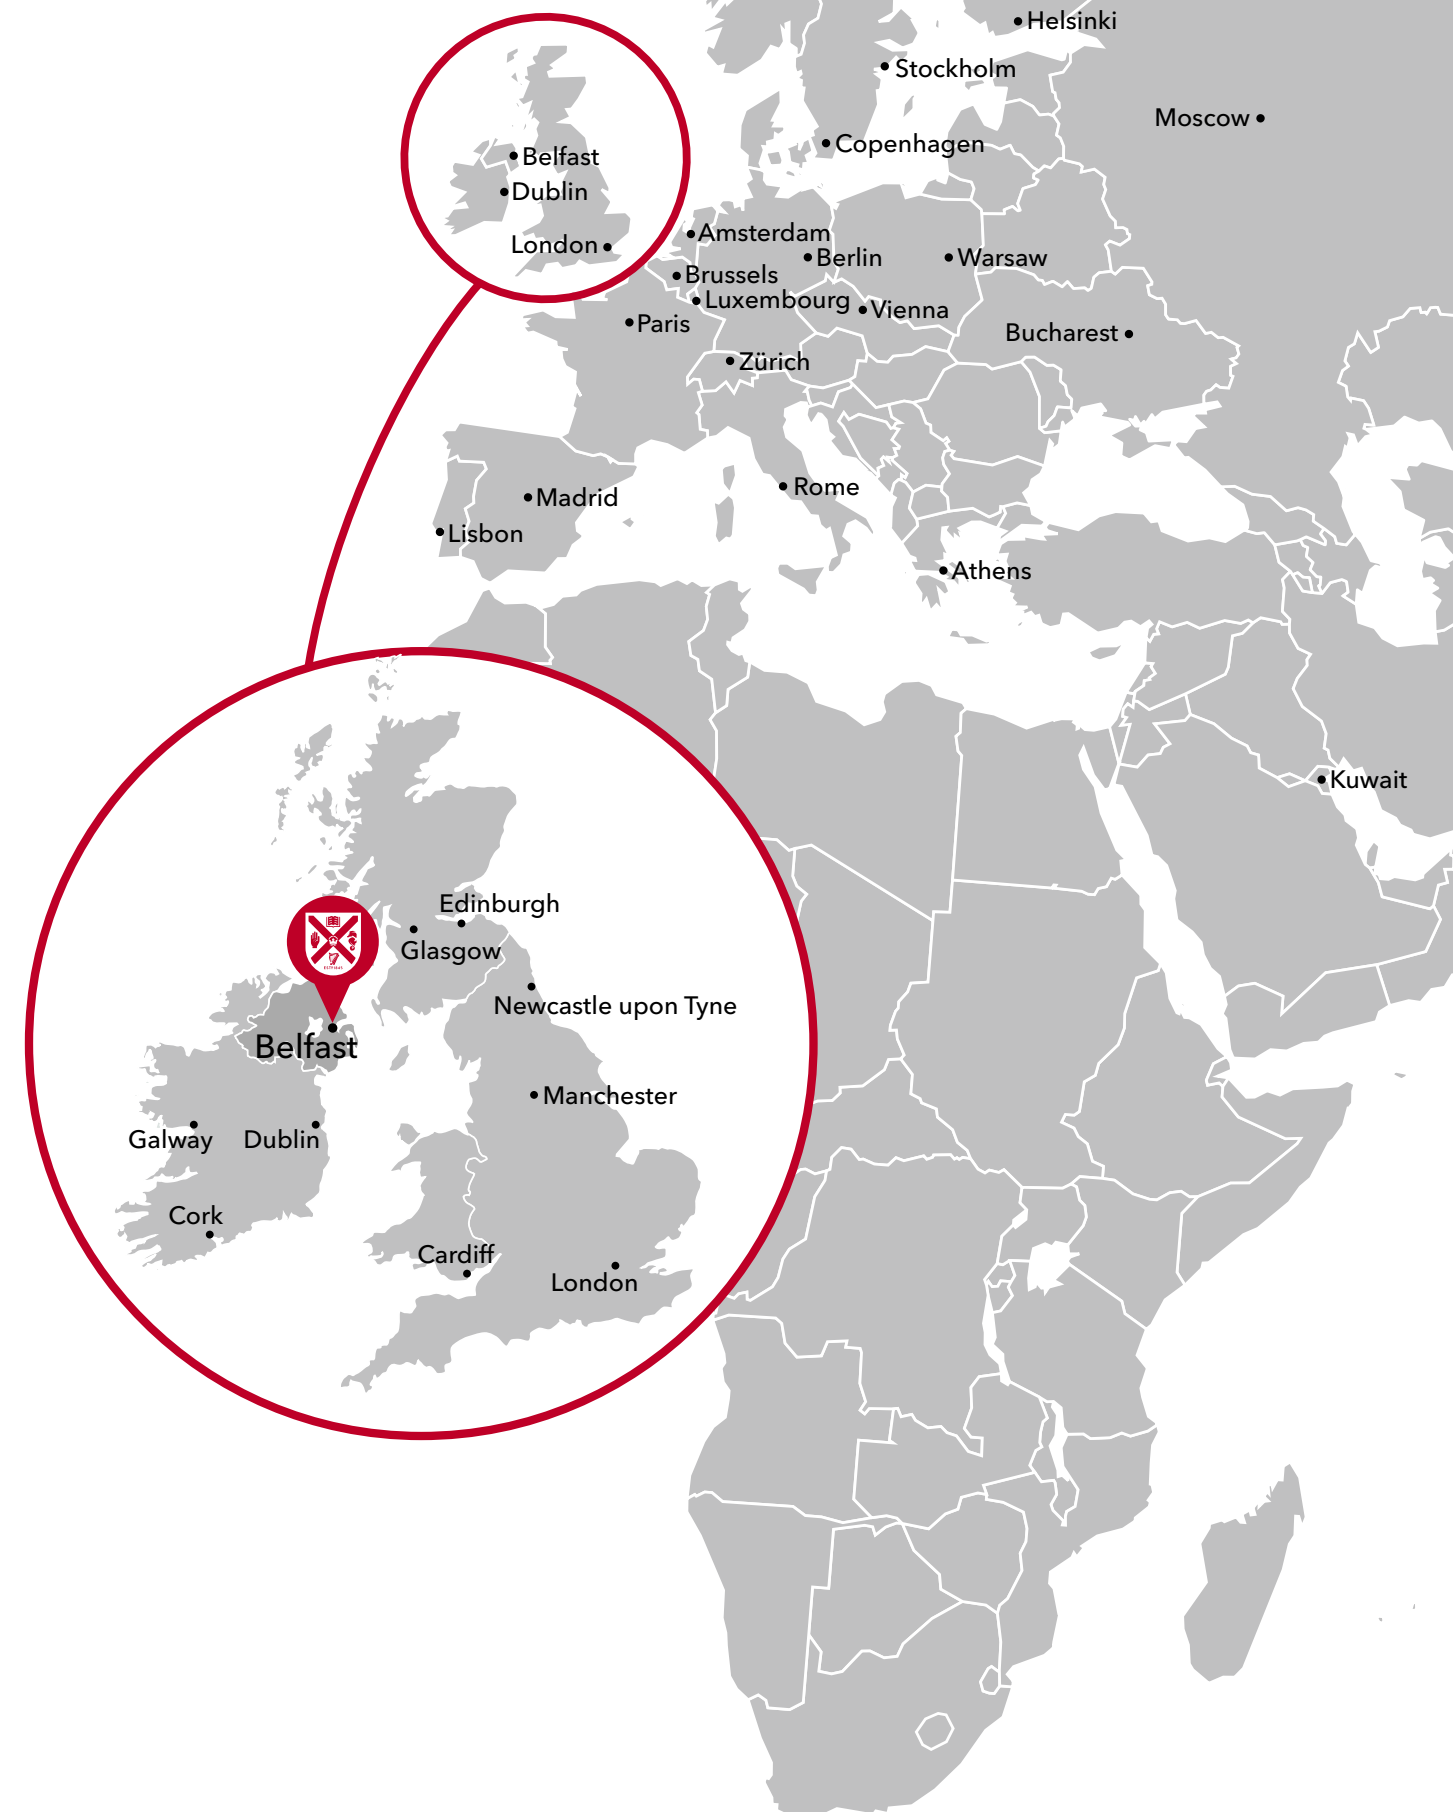 Helsinki
Stockholm
Moscow
Copenhagen
Belfast
Dublin
London
Amsterdam
Berlin
Warsaw
Brussels
Luxembourg
Vienna
Paris
Bucharest
Zürich
Rome
Madrid
Lisbon
Athens
Kuwait
Edinburgh
Glasgow
Newcastle upon Tyne
Belfast
Manchester
Galway
Dublin
Cork
Cardiff
London